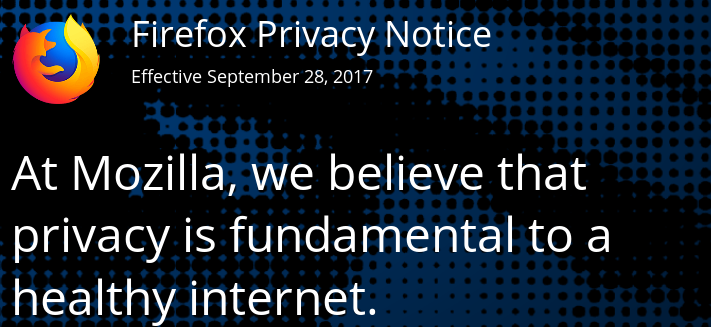 Firefox Privacy Notice
Effective September 28, 2017
At Mozilla, we believe that
privacy is fundamental to a
healthy internet.